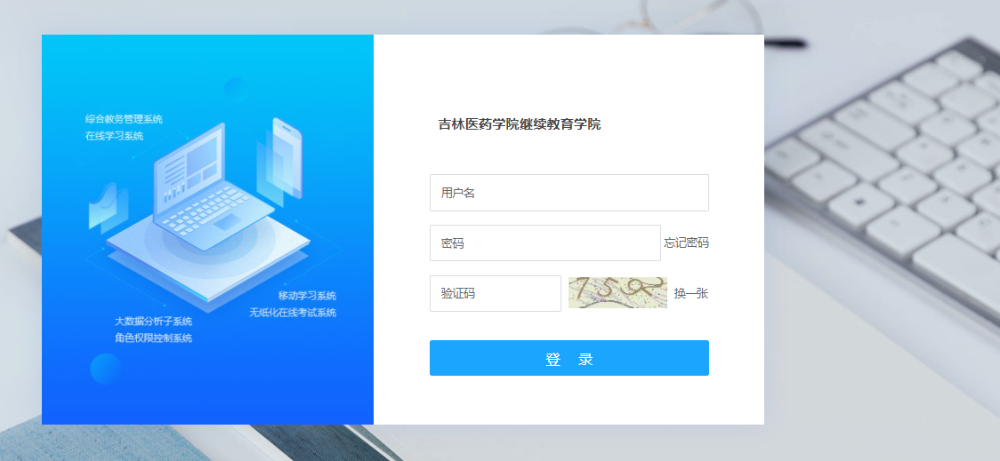 综合教务管理系统
在线学习系统
移动学习系统
无纸化在线考试系统
大数据分析子系统
角色权限控制系统
吉林医药学院继续教育学院
用户名
密码
忘记密码
验证码
换一张
登 录